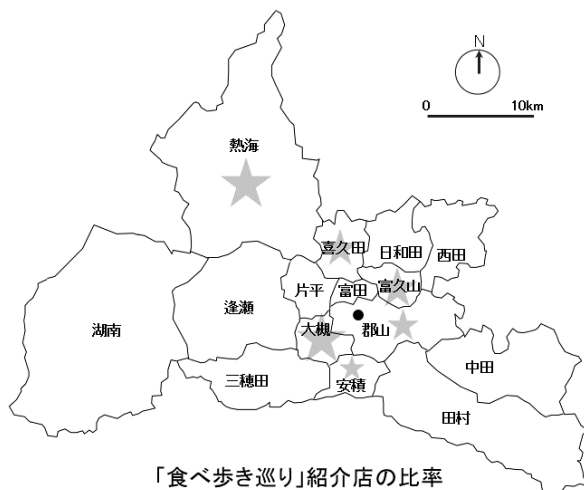 N
0 10km
熱海
喜久田
日和田
西田
片平
富田
富久山
湖南
逢瀬
大槻
郡山
三穂田
安積
中田
田村
「食べ歩き巡り」紹介店の比率